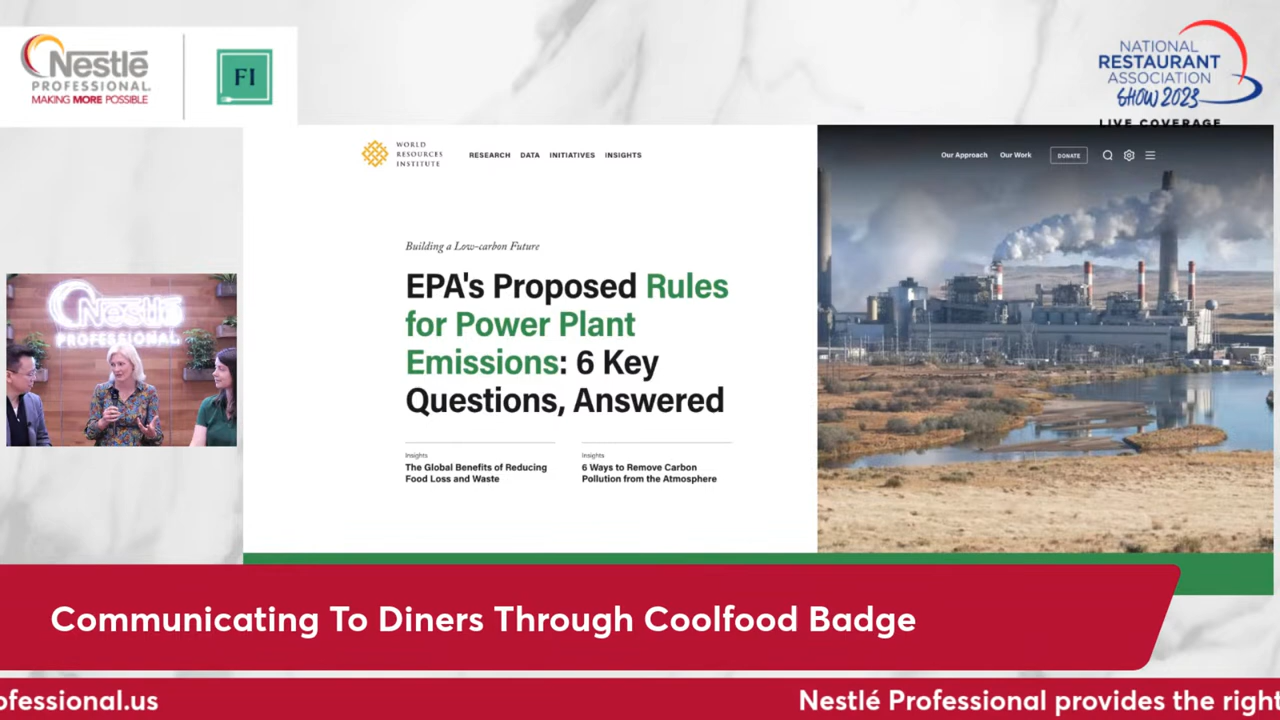 Nestlé
PROFESSIONAL.
MAKING MORE POSSIBLE
FI
NATIONAL
RESTAURANT
ASSOCIATION
SHOW 2023
LIVE COVERAGE
WORLD
RESOURCES
INSTITUTE
RESEARCH DATA INITIATIVES INSIGHTS
Our Approach Our Work DONATE
Building a Low-carbon Future
EPA's Proposed Rules
for Power Plant
Emissions: 6 Key
Questions, Answered
Insights
The Global Benefits of Reducing
Food Loss and Waste
Insights
6 Ways to Remove Carbon
Pollution from the Atmosphere
Nestlé
PROFESSIONAL.
Communicating To Diners Through Coolfood Badge
ofessional.us Nestlé Professional provides the right